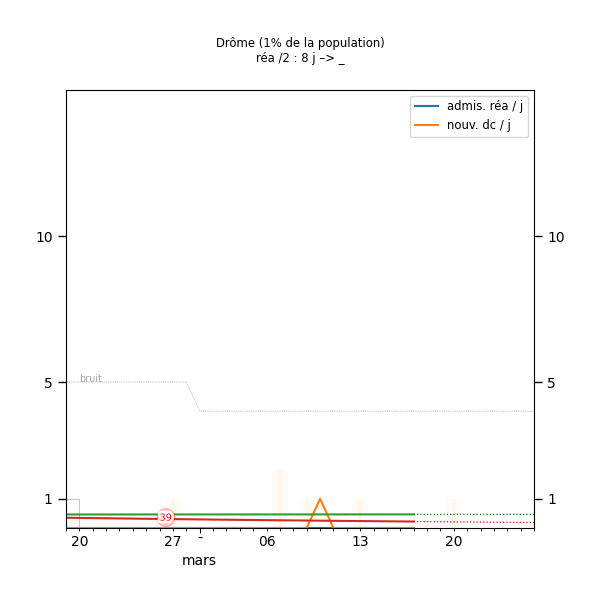 Drôme (1% de la population)
réa /2 : 8 j –> _
admis. réa / j
nouv. dc / j
10 10
bruit
5 5
1 1
39
20 27 - 06 13 20
mars